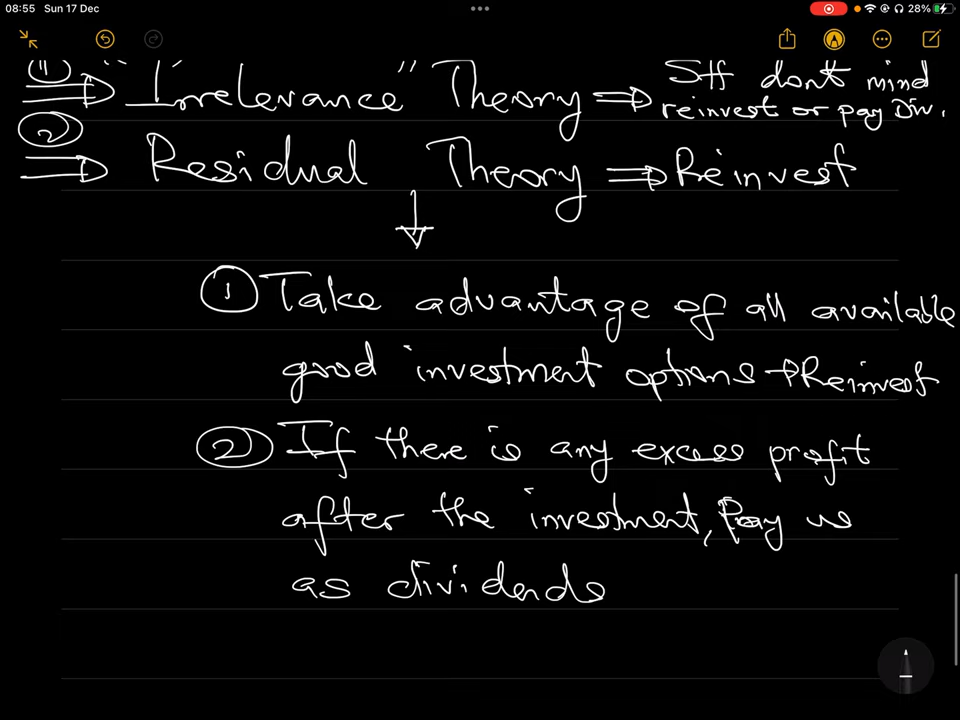 08:55 Sun 17 Dec
28%
① "Irrelevance" Theory ⇒ SH don't mind
reinvest or pay Div.
② Residual Theory ⇒ Reinvest
① Take advantage of all available
good investment options → Reinvest
② If there is any excess profit
after the investment, Pay us
as dividends